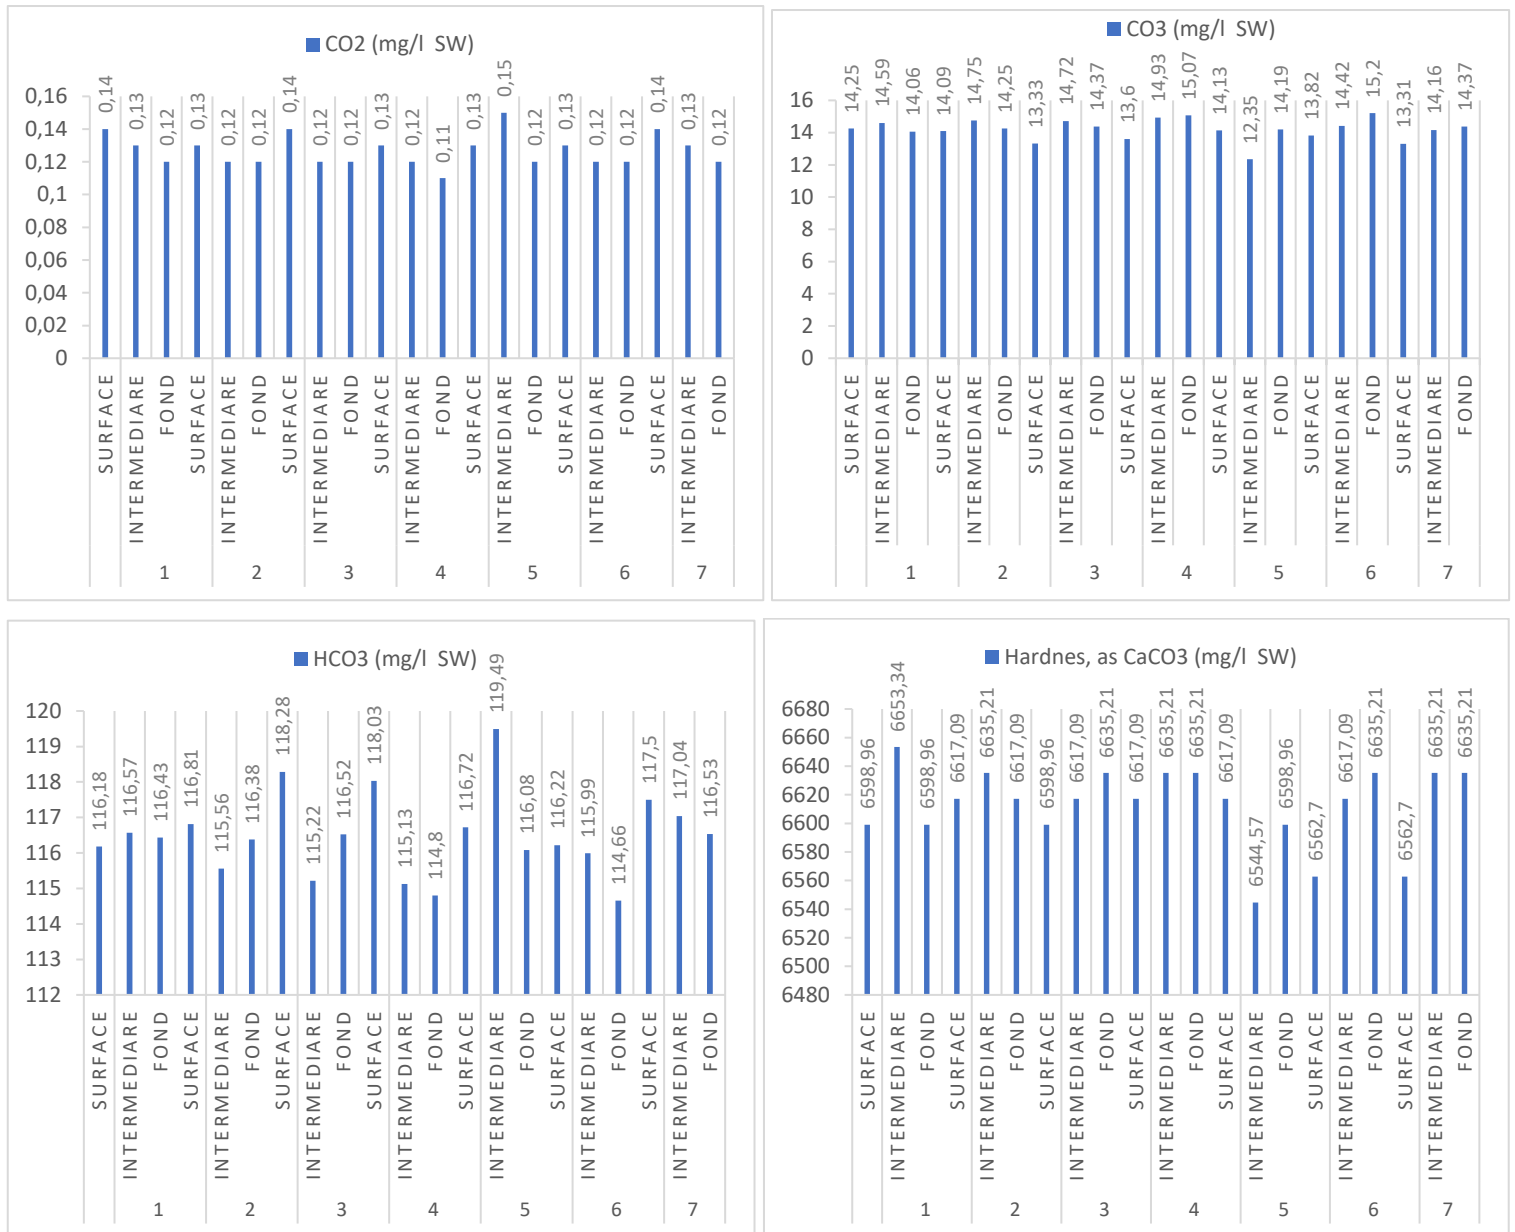 CO2 (mg/l SW)
0,16
0,14
0,12
0,1
0,08
0,06
0,04
0,02
0
0,14 0,13 0,12 0,13 0,12 0,12 0,14 0,12 0,12 0,13 0,12 0,11 0,13 0,15 0,12 0,13 0,12 0,12 0,14 0,13 0,12
SURFACE INTERMEDIARE FOND SURFACE INTERMEDIARE FOND SURFACE INTERMEDIARE FOND SURFACE INTERMEDIARE FOND SURFACE INTERMEDIARE FOND SURFACE INTERMEDIARE FOND SURFACE INTERMEDIARE FOND
1 2 3 4 5 6 7
CO3 (mg/l SW)
16
14
12
10
8
6
4
2
0
14,25 14,59 14,06 14,09 14,75 14,25 13,33 14,72 14,37 13,6 14,93 15,07 14,13 12,35 14,19 13,82 14,42 15,2 13,31 14,16 14,37
SURFACE INTERMEDIARE FOND SURFACE INTERMEDIARE FOND SURFACE INTERMEDIARE FOND SURFACE INTERMEDIARE FOND SURFACE INTERMEDIARE FOND SURFACE INTERMEDIARE FOND SURFACE INTERMEDIARE FOND
1 2 3 4 5 6 7
HCO3 (mg/l SW)
120
119
118
117
116
115
114
113
112
116,18 116,57 116,43 116,81 115,56 116,38 118,28 115,22 116,52 118,03 115,13 114,8 116,72 119,49 116,08 116,22 115,99 114,66 117,5 117,04 116,53
SURFACE INTERMEDIARE FOND SURFACE INTERMEDIARE FOND SURFACE INTERMEDIARE FOND SURFACE INTERMEDIARE FOND SURFACE INTERMEDIARE FOND SURFACE INTERMEDIARE FOND SURFACE INTERMEDIARE FOND
1 2 3 4 5 6 7
Hardnes, as CaCO3 (mg/l SW)
6680
6660
6640
6620
6600
6580
6560
6540
6520
6500
6480
6598,96 6653,34 6598,96 6617,09 6635,21 6617,09 6598,96 6617,09 6635,21 6617,09 6635,21 6635,21 6617,09 6544,57 6598,96 6562,7 6617,09 6635,21 6562,7 6635,21 6635,21
SURFACE INTERMEDIARE FOND SURFACE INTERMEDIARE FOND SURFACE INTERMEDIARE FOND SURFACE INTERMEDIARE FOND SURFACE INTERMEDIARE FOND SURFACE INTERMEDIARE FOND SURFACE INTERMEDIARE FOND
1 2 3 4 5 6 7